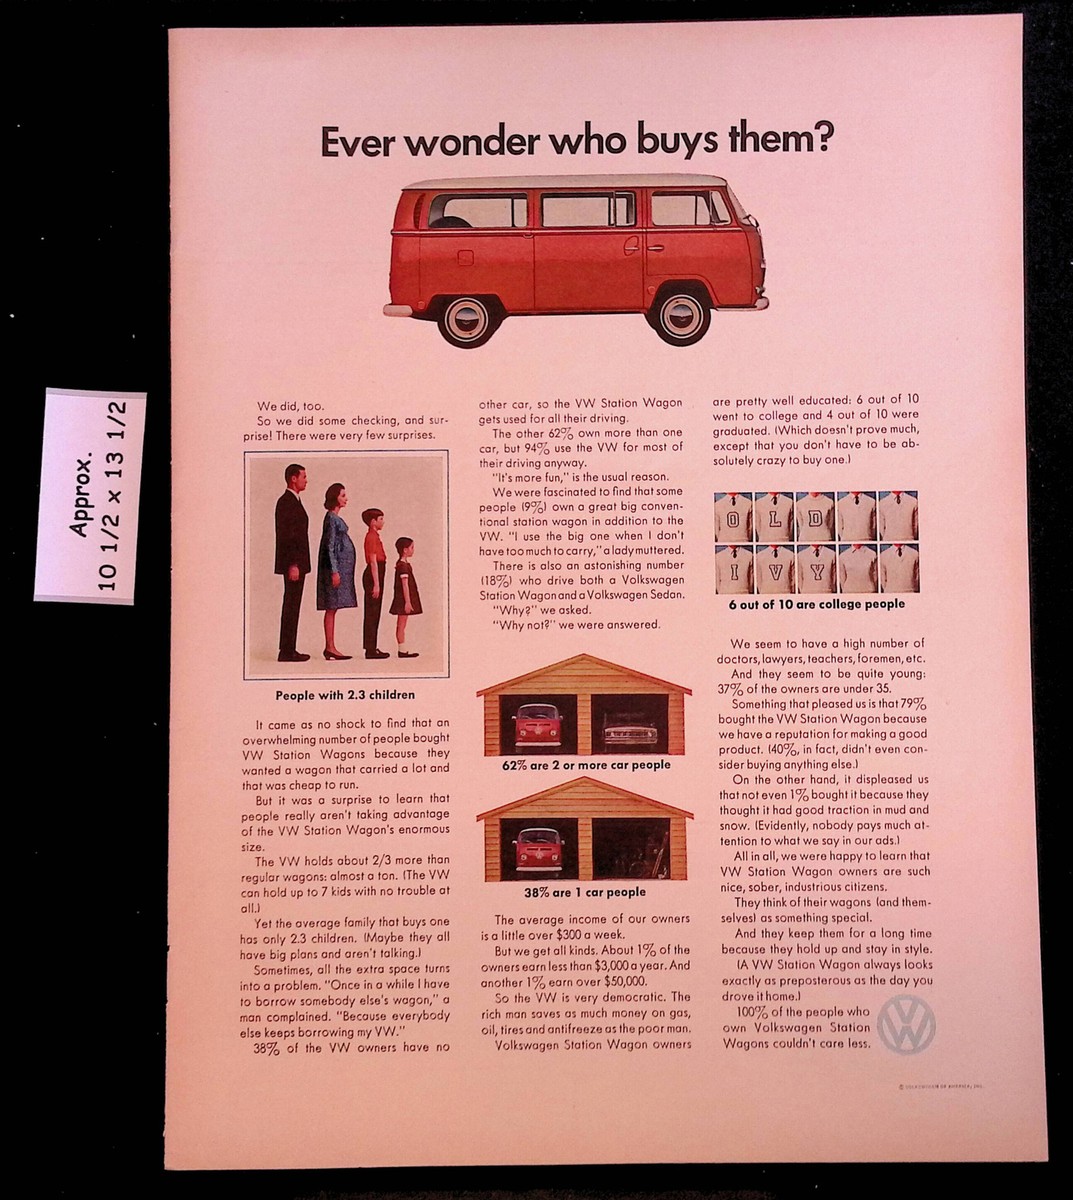 Approx.
10 1/2 x 13 1/2
Ever wonder who buys them?
We did, too.
So we did some checking, and sur-
prise! There were very few surprises.
People with 2.3 children
It came as no shock to find that an
overwhelming number of people bought
VW Station Wagons because they
wanted a wagon that carried a lot and
that was cheap to run.
But it was a surprise to learn that
people really aren't taking advantage
of the VW Station Wagon's enormous
size.
The VW holds about 2/3 more than
regular wagons: almost a ton. (The VW
can hold up to 7 kids with no trouble at
all.)
Yet the average family that buys one
has only 2.3 children. (Maybe they all
have big plans and aren't talking.)
Sometimes, all the extra space turns
into a problem. "Once in a while I have
to borrow somebody else's wagon," a
man complained. "Because everybody
else keeps borrowing my VW."
38% of the VW owners have no
other car, so the VW Station Wagon
gets used for all their driving.
The other 62% own more than one
car, but 94% use the VW for most of
their driving anyway.
"It's more fun," is the usual reason.
We were fascinated to find that some
people (9%) own a great big conven-
tional station wagon in addition to the
VW. "I use the big one when I don't
have too much to carry," a lady muttered.
There is also an astonishing number
(18%) who drive both a Volkswagen
Station Wagon and a Volkswagen Sedan.
"Why?" we asked.
"Why not?" we were answered.
62% are 2 or more car people
38% are 1 car people
The average income of our owners
is a little over $300 a week.
But we get all kinds. About 1% of the
owners earn less than $3,000 a year. And
another 1% earn over $50,000.
So the VW is very democratic. The
rich man saves as much money on gas,
oil, tires and antifreeze as the poor man.
Volkswagen Station Wagon owners
are pretty well educated: 6 out of 10
went to college and 4 out of 10 were
graduated. (Which doesn't prove much,
except that you don't have to be ab-
solutely crazy to buy one.)
OLD
IVY
6 out of 10 are college people
We seem to have a high number of
doctors, lawyers, teachers, foremen, etc.
And they seem to be quite young:
37% of the owners are under 35.
Something that pleased us is that 79%
bought the VW Station Wagon because
we have a reputation for making a good
product. (40%, in fact, didn't even con-
sider buying anything else.)
On the other hand, it displeased us
that not even 1% bought it because they
thought it had good traction in mud and
snow. (Evidently, nobody pays much at-
tention to what we say in our ads.)
All in all, we were happy to learn that
VW Station Wagon owners are such
nice, sober, industrious citizens.
They think of their wagons (and them-
selves) as something special.
And they keep them for a long time
because they hold up and stay in style.
(A VW Station Wagon always looks
exactly as preposterous as the day you
drove it home.)
100% of the people who
own Volkswagen Station
Wagons couldn't care less.
VW
© VOLKSWAGEN OF AMERICA, INC.